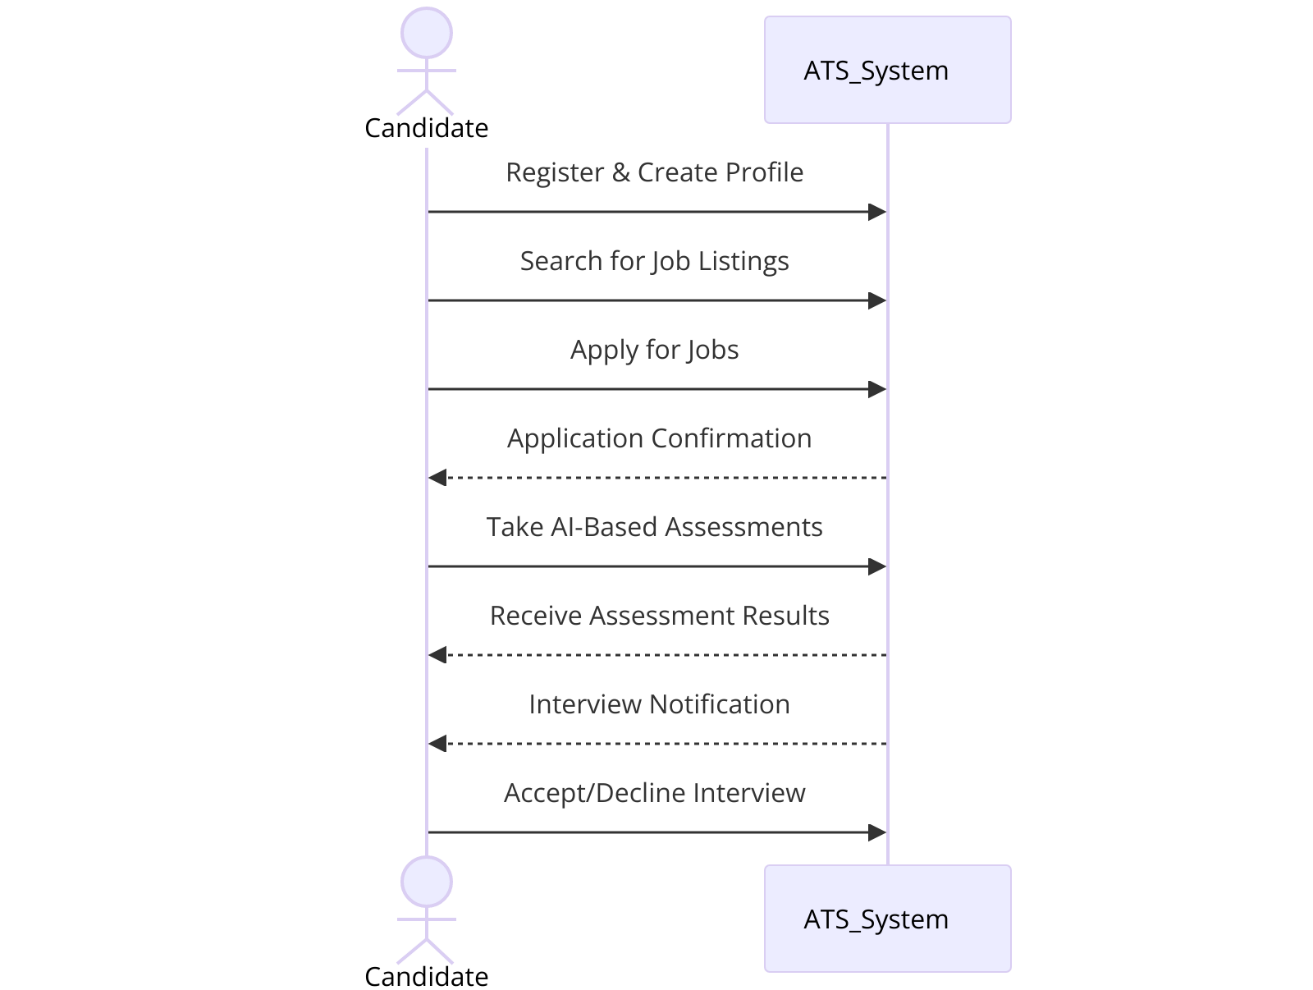 ATS_System
Candidate
Register & Create Profile
Search for Job Listings
Apply for Jobs
Application Confirmation
Take AI-Based Assessments
Receive Assessment Results
Interview Notification
Accept/Decline Interview
ATS_System
Candidate